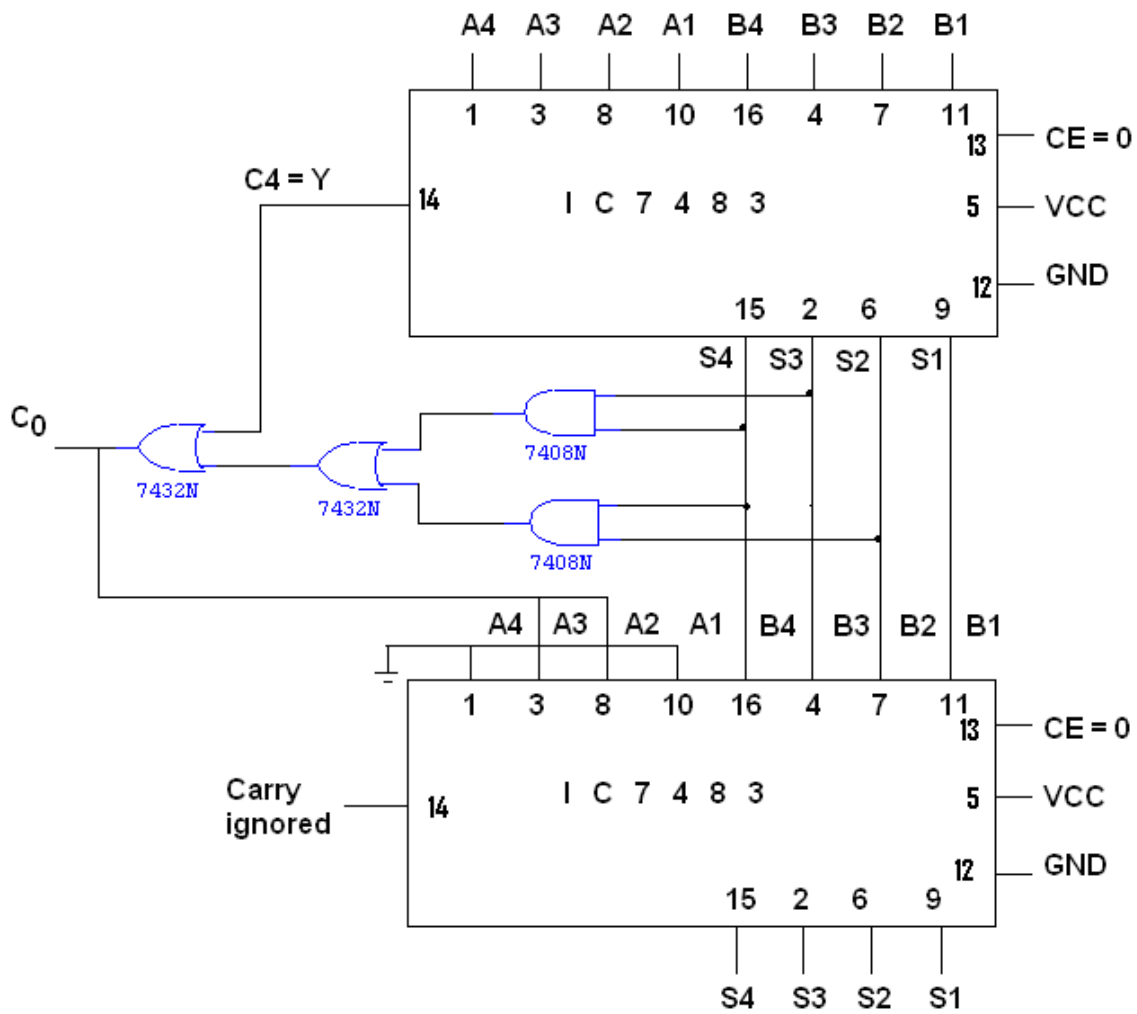 A4 A3 A2 A1 B4 B3 B2 B1
1 3 8 10 16 4 7 11
13 CE = 0
C4 = Y
14 I C 7 4 8 3 5 VCC
12 GND
15 2 6 9
S4 S3 S2 S1
C0
7408N
7432N 7432N
7408N
A4 A3 A2 A1 B4 B3 B2 B1
1 3 8 10 16 4 7 11
13 CE = 0
Carry
ignored
14 I C 7 4 8 3 5 VCC
12 GND
15 2 6 9
S4 S3 S2 S1